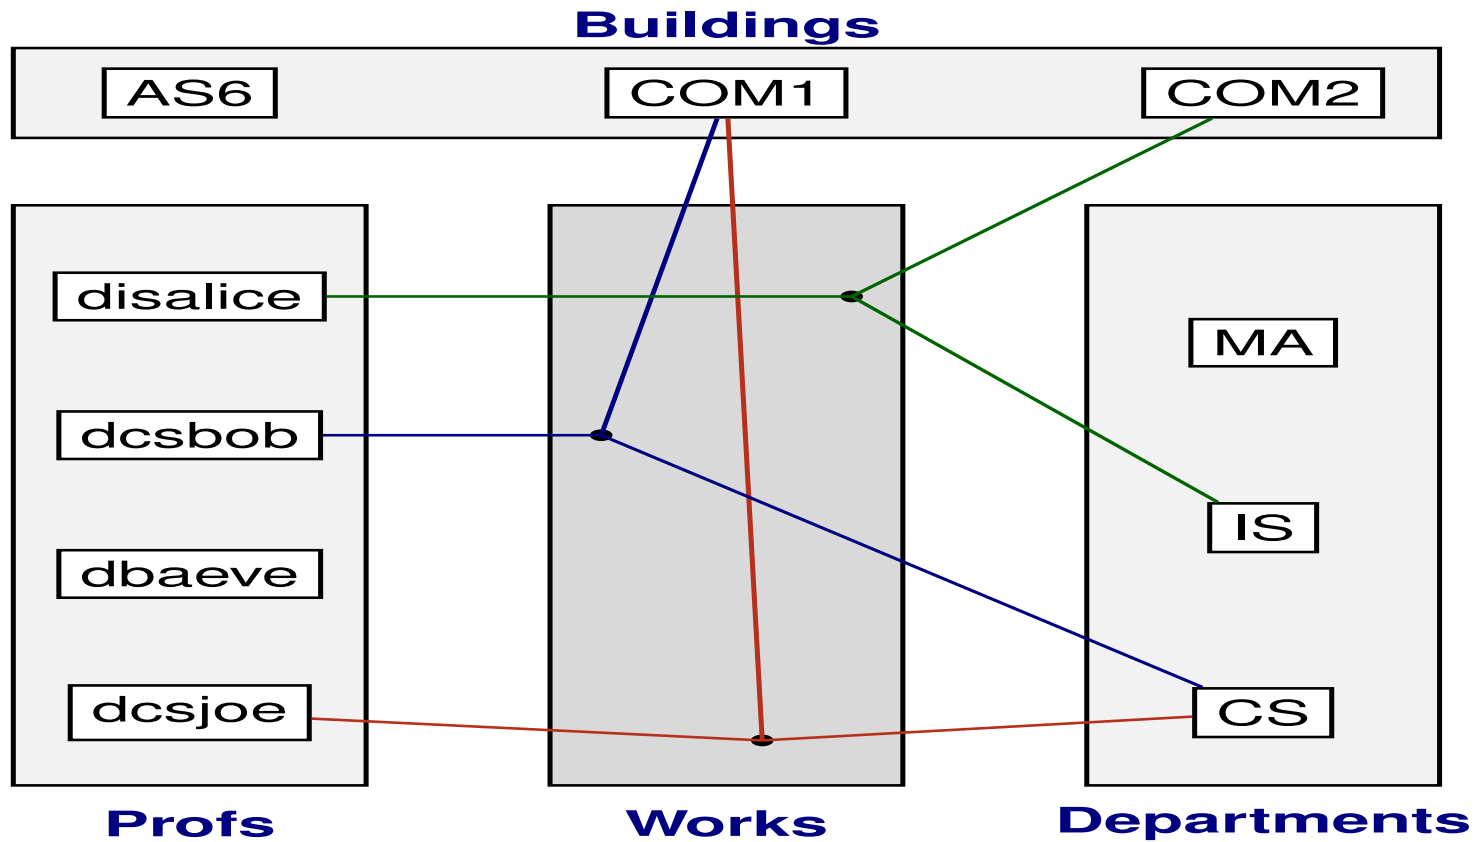 Buildings
AS6
COM1
COM2
disalice
dcsbob
dbaeve
dcsjoe
MA
IS
CS
Profs
Works
Departments